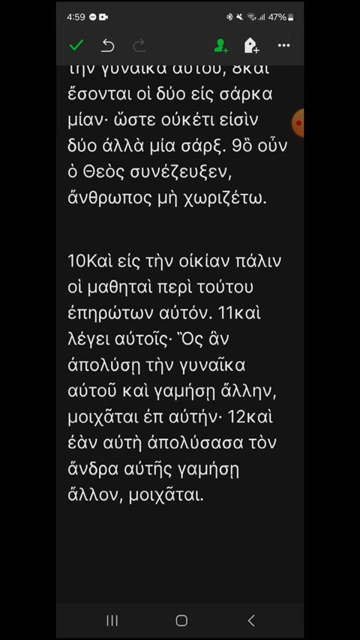 4:59
47%
τὴν γυναῖκα αὐτοῦ, 8καὶ
ἔσονται οἱ δύο εἰς σάρκα
μίαν· ὥστε οὐκέτι εἰσὶν
δύο ἀλλὰ μία σάρξ. 9ὃ οὖν
ὁ Θεὸς συνέζευξεν,
ἄνθρωπος μὴ χωριζέτω.
10Καὶ εἰς τὴν οἰκίαν πάλιν
οἱ μαθηταὶ περὶ τούτου
ἐπηρώτων αὐτόν. 11καὶ
λέγει αὐτοῖς· Ὃς ἂν
ἀπολύσῃ τὴν γυναῖκα
αὐτοῦ καὶ γαμήσῃ ἄλλην,
μοιχᾶται ἐπ αὐτήν· 12καὶ
ἐὰν αὐτὴ ἀπολύσασα τὸν
ἄνδρα αὐτῆς γαμήσῃ
ἄλλον, μοιχᾶται.